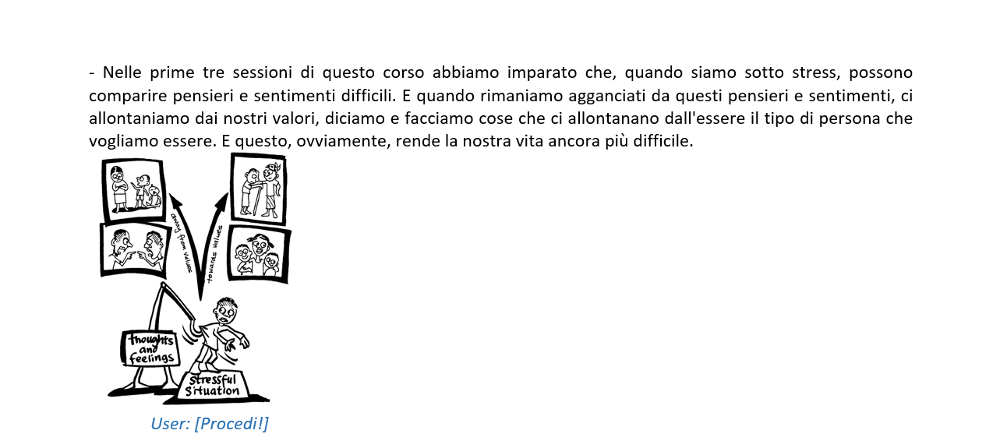 - Nelle prime tre sessioni di questo corso abbiamo imparato che, quando siamo sotto stress, possono
comparire pensieri e sentimenti difficili. E quando rimaniamo agganciati da questi pensieri e sentimenti, ci
allontaniamo dai nostri valori, diciamo e facciamo cose che ci allontanano dall'essere il tipo di persona che
vogliamo essere. E questo, ovviamente, rende la nostra vita ancora più difficile.
away from values
towards values
thoughts
and
feelings
stressful
Situation
User: [Procedi!]